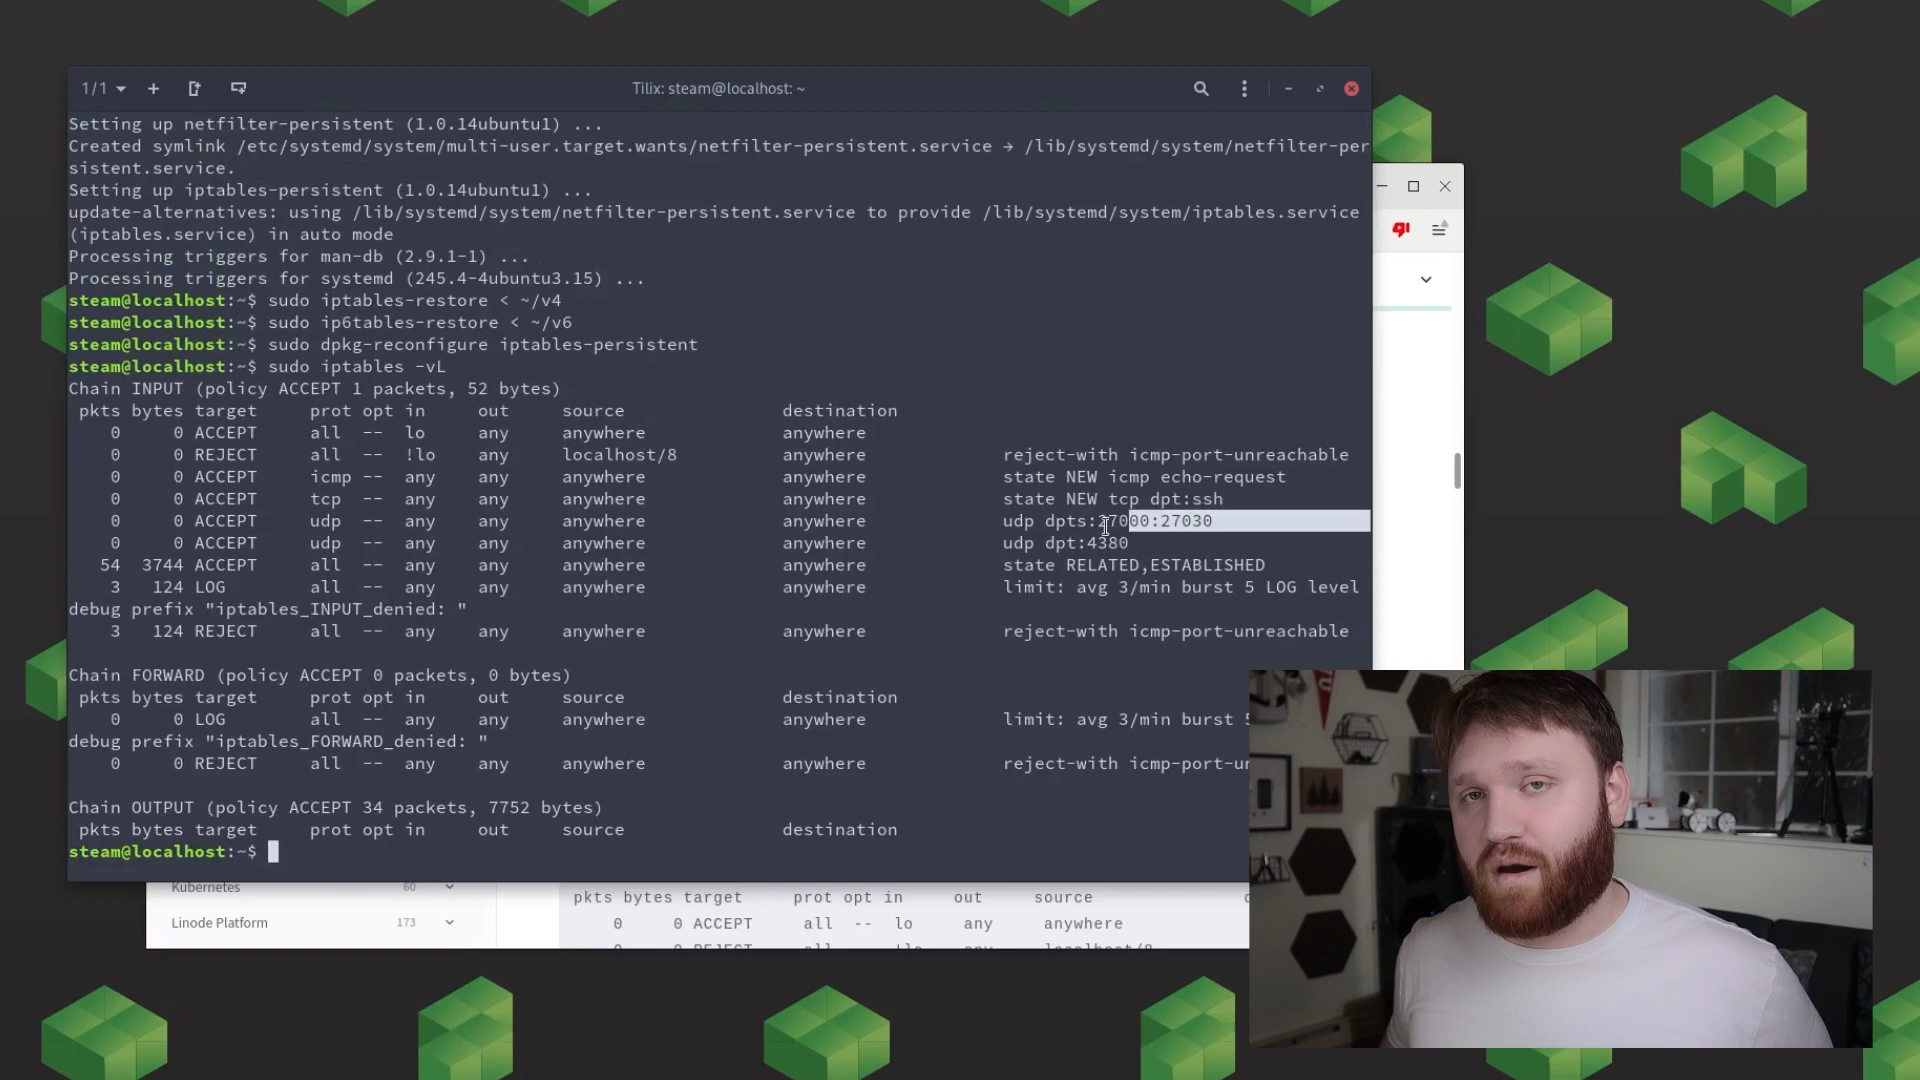 1/1
Tilix: steam@localhost: ~
Setting up netfilter-persistent (1.0.14ubuntu1) ...
Created symlink /etc/systemd/system/multi-user.target.wants/netfilter-persistent.service → /lib/systemd/system/netfilter-per
sistent.service.
Setting up iptables-persistent (1.0.14ubuntu1) ...
update-alternatives: using /lib/systemd/system/netfilter-persistent.service to provide /lib/systemd/system/iptables.service
(iptables.service) in auto mode
Processing triggers for man-db (2.9.1-1) ...
Processing triggers for systemd (245.4-4ubuntu3.15) ...
steam@localhost:~$ sudo iptables-restore < ~/v4
steam@localhost:~$ sudo ip6tables-restore < ~/v6
steam@localhost:~$ sudo dpkg-reconfigure iptables-persistent
steam@localhost:~$ sudo iptables -vL
Chain INPUT (policy ACCEPT 1 packets, 52 bytes)
pkts bytes target prot opt in out source destination
0 0 ACCEPT all -- lo any anywhere anywhere
0 0 REJECT all -- !lo any localhost/8 anywhere reject-with icmp-port-unreachable
0 0 ACCEPT icmp -- any any anywhere anywhere state NEW icmp echo-request
0 0 ACCEPT tcp -- any any anywhere anywhere state NEW tcp dpt:ssh
0 0 ACCEPT udp -- any any anywhere anywhere udp dpts:27000:27030
0 0 ACCEPT udp -- any any anywhere anywhere udp dpt:4380
54 3744 ACCEPT all -- any any anywhere anywhere state RELATED,ESTABLISHED
3 124 LOG all -- any any anywhere anywhere limit: avg 3/min burst 5 LOG level
debug prefix "iptables_INPUT_denied: "
3 124 REJECT all -- any any anywhere anywhere reject-with icmp-port-unreachable
Chain FORWARD (policy ACCEPT 0 packets, 0 bytes)
pkts bytes target prot opt in out source destination
0 0 LOG all -- any any anywhere anywhere limit: avg 3/min burst 5
debug prefix "iptables_FORWARD_denied: "
0 0 REJECT all -- any any anywhere anywhere reject-with icmp-port-u
Chain OUTPUT (policy ACCEPT 34 packets, 7752 bytes)
pkts bytes target prot opt in out source destination
steam@localhost:~$
Kubernetes 60
Linode Platform 173
pkts bytes target prot opt in out source
0 0 ACCEPT all -- lo any anywhere
0 0 REJECT all -- !lo any localhost/8